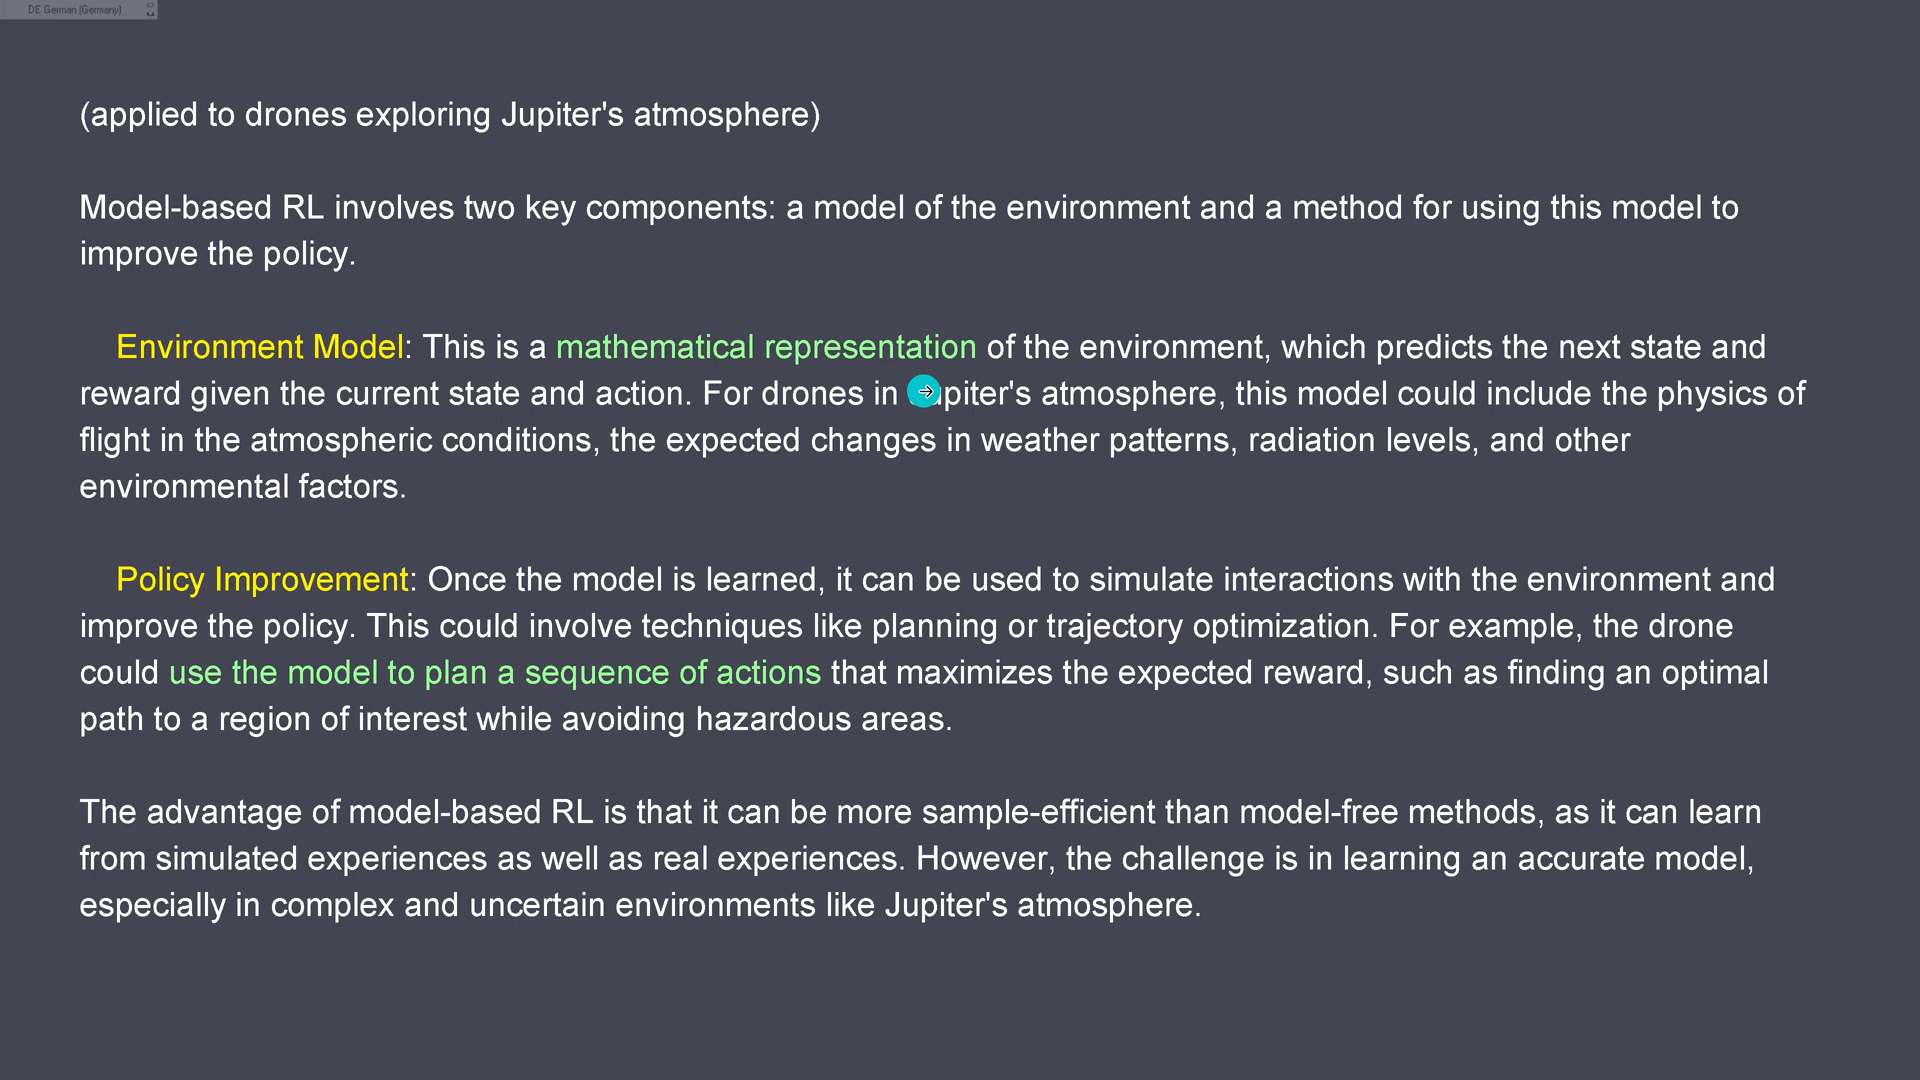 DE German (Germany)
(applied to drones exploring Jupiter's atmosphere)
Model-based RL involves two key components: a model of the environment and a method for using this model to
improve the policy.
Environment Model: This is a mathematical representation of the environment, which predicts the next state and
reward given the current state and action. For drones in Jupiter's atmosphere, this model could include the physics of
flight in the atmospheric conditions, the expected changes in weather patterns, radiation levels, and other
environmental factors.
Policy Improvement: Once the model is learned, it can be used to simulate interactions with the environment and
improve the policy. This could involve techniques like planning or trajectory optimization. For example, the drone
could use the model to plan a sequence of actions that maximizes the expected reward, such as finding an optimal
path to a region of interest while avoiding hazardous areas.
The advantage of model-based RL is that it can be more sample-efficient than model-free methods, as it can learn
from simulated experiences as well as real experiences. However, the challenge is in learning an accurate model,
especially in complex and uncertain environments like Jupiter's atmosphere.